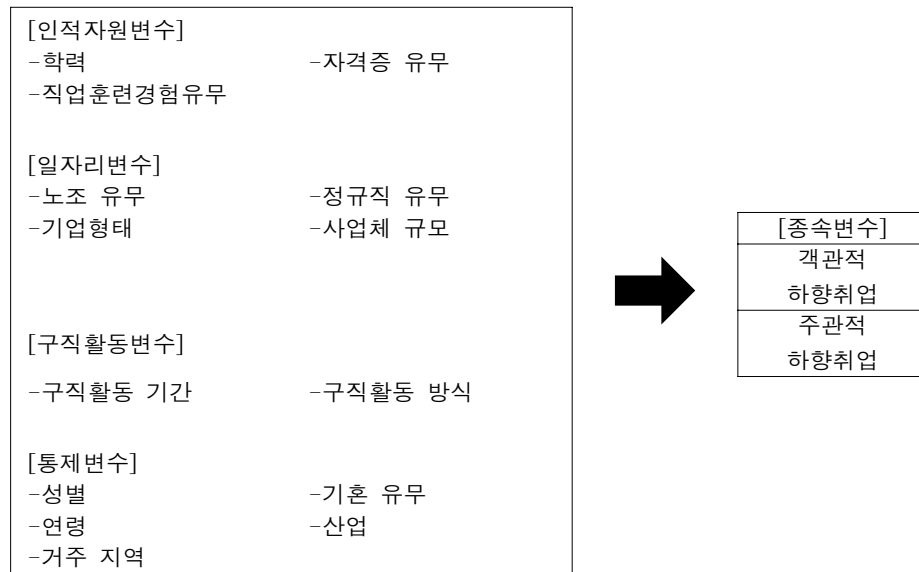 [인적자원변수]
-학력 -자격증 유무
-직업훈련경험유무
[일자리변수]
-노조 유무 -정규직 유무
-기업형태 -사업체 규모
[구직활동변수]
-구직활동 기간 -구직활동 방식
[통제변수]
-성별 -기혼 유무
-연령 -산업
-거주 지역
[종속변수]
객관적
하향취업
주관적
하향취업